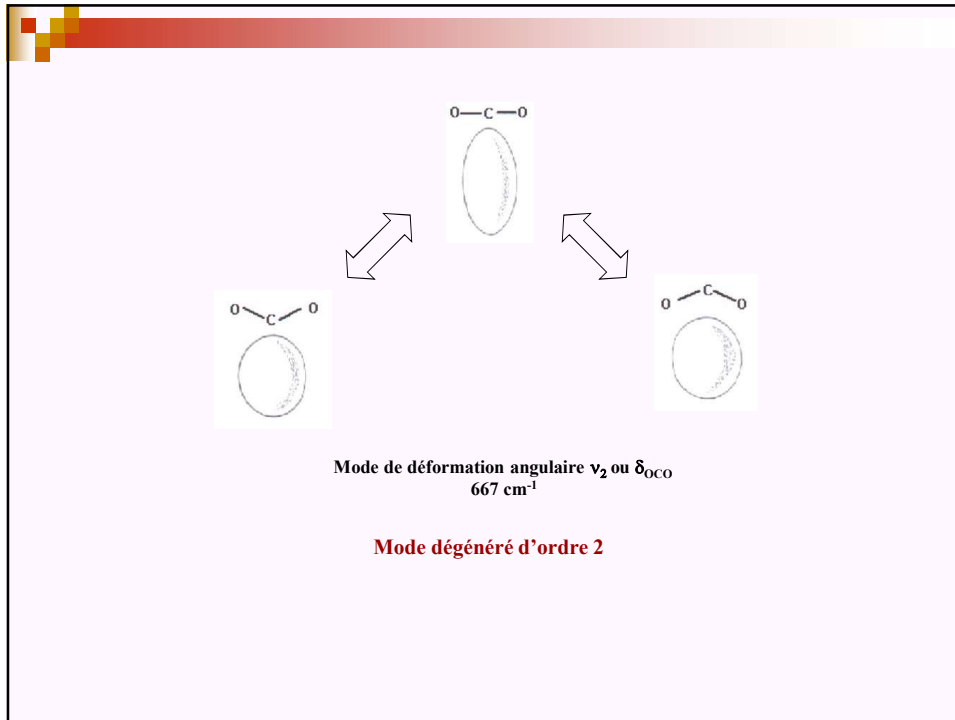 O—C—O
O C O
O C O
Mode de déformation angulaire ν₂ ou δOCO
667 cm⁻¹
Mode dégénéré d’ordre 2